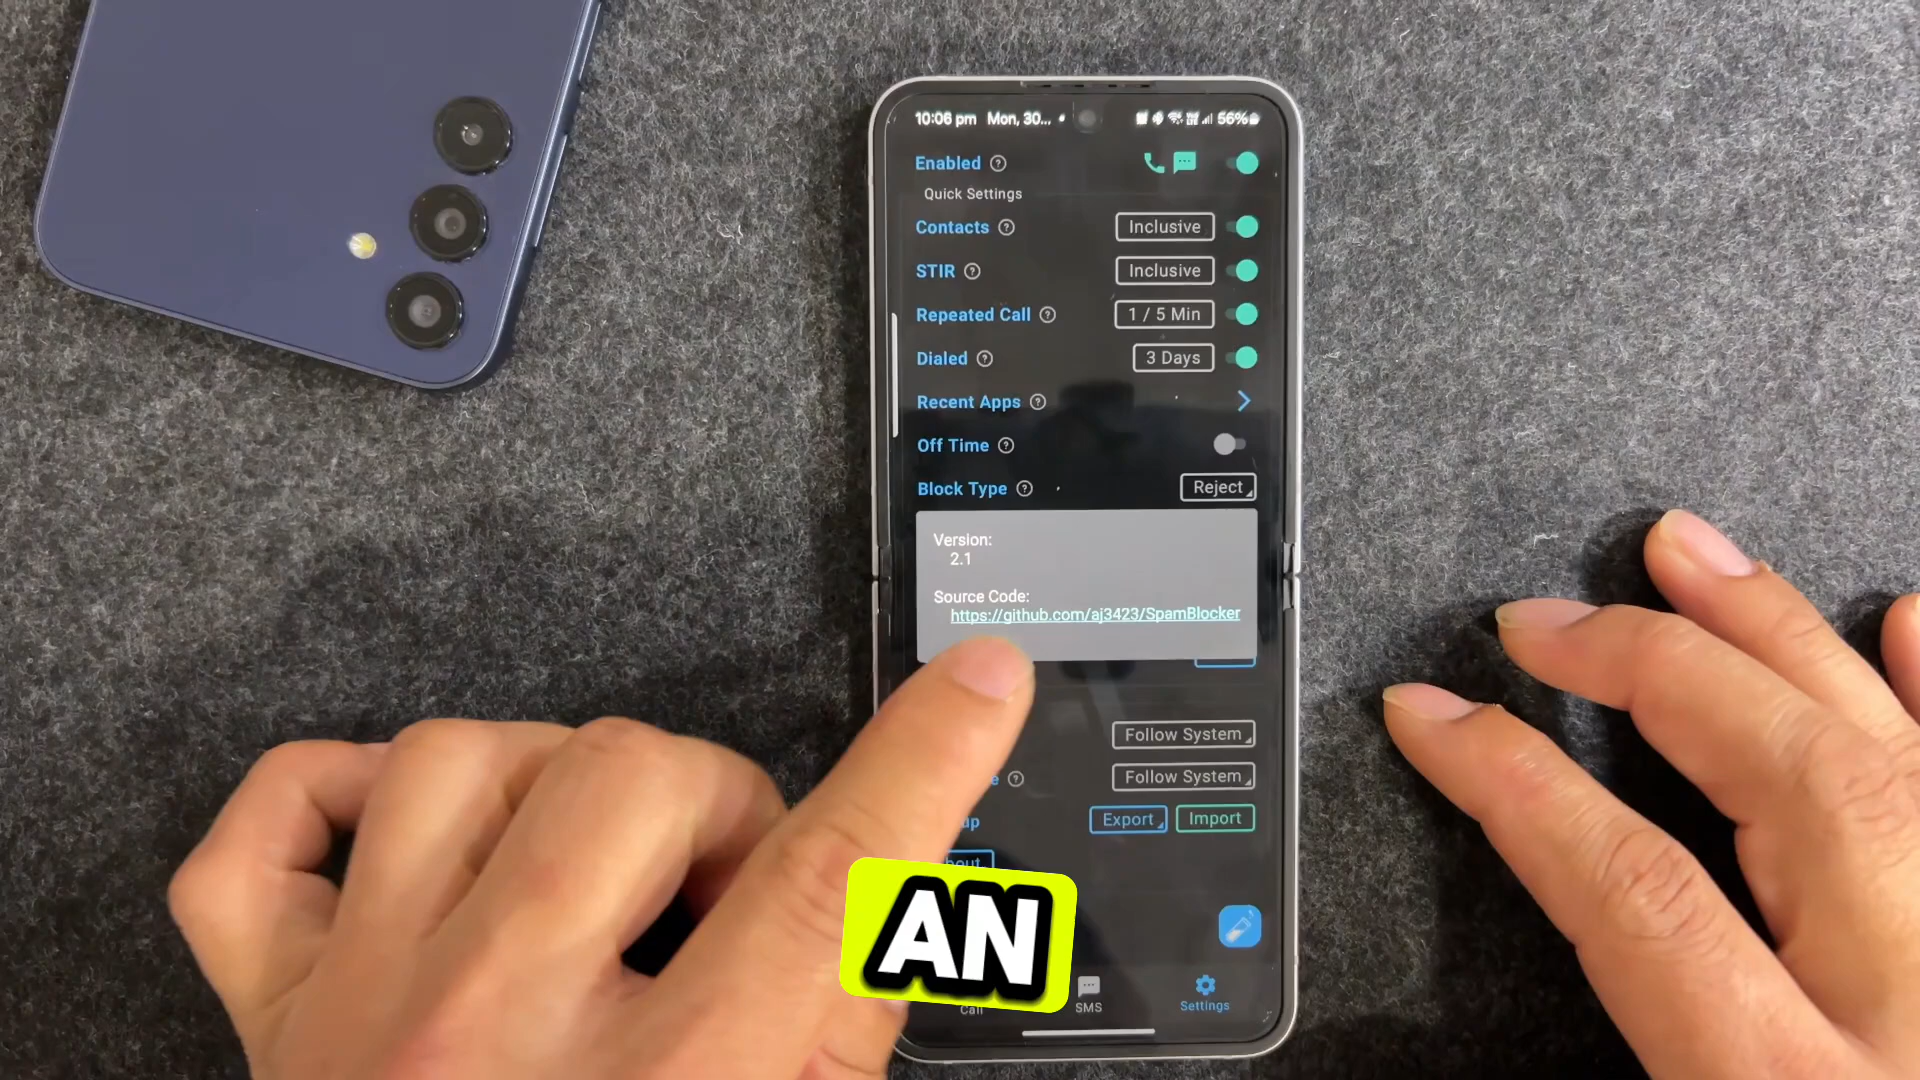 10:06 pm Mon, 30... 56%
Enabled
Quick Settings
Contacts Inclusive
STIR Inclusive
Repeated Call 1 / 5 Min
Dialed 3 Days
Recent Apps
Off Time
Block Type Reject
Version:
2.1
Source Code:
https://github.com/aj3423/SpamBlocker
Follow System
Follow System
Export Import
AN
Call SMS Settings